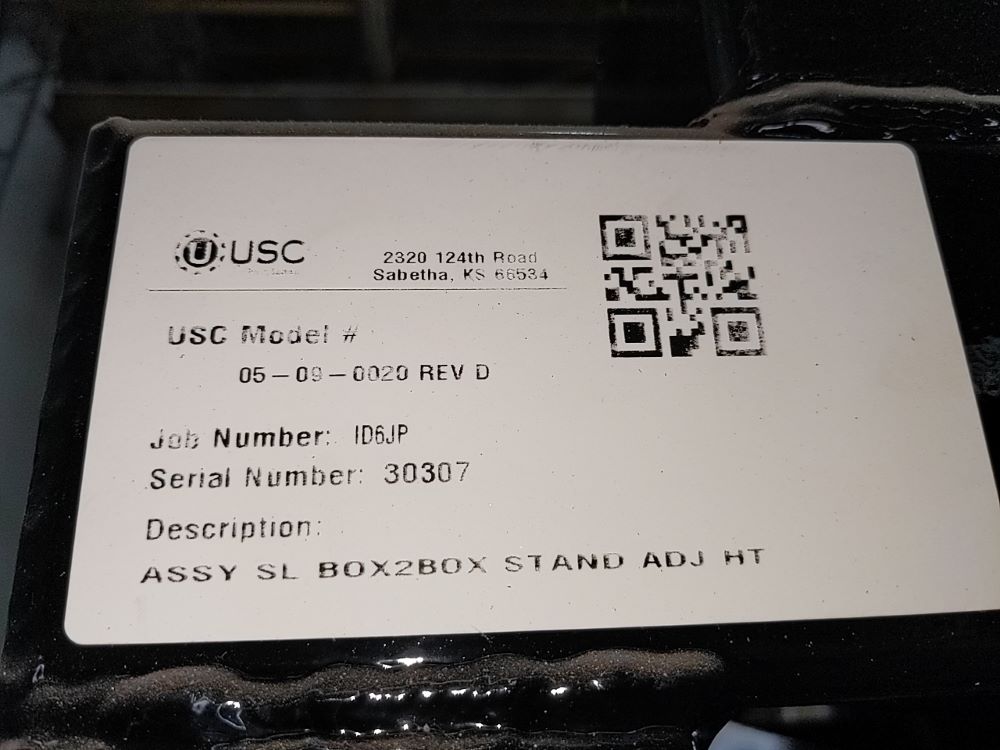 USC
2320 124th Road
Sabetha, KS 66534
USC Model #
05-09-0020 REV D
Job Number: ID6JP
Serial Number: 30307
Description:
ASSY SL BOX2BOX STAND ADJ HT